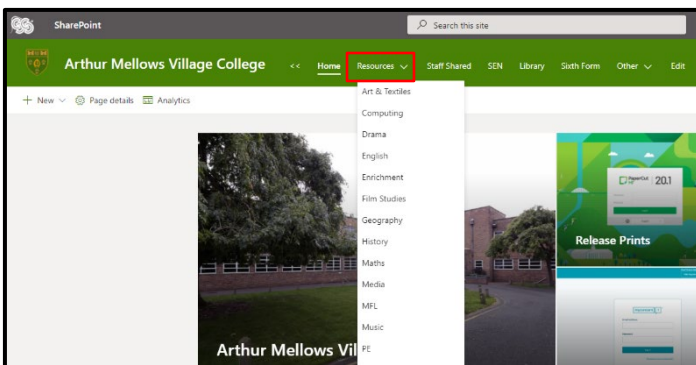 SharePoint
Search this site
Arthur Mellows Village College << Home Resources Staff Shared SEN Library Sixth Form Other Edit
+ New Page details Analytics
Art & Textiles
Computing
Drama
English
Enrichment
Film Studies
Geography
History
Maths
Media
MFL
Music
PE
PaperCut 20.1
Release Prints
Arthur Mellows Vil